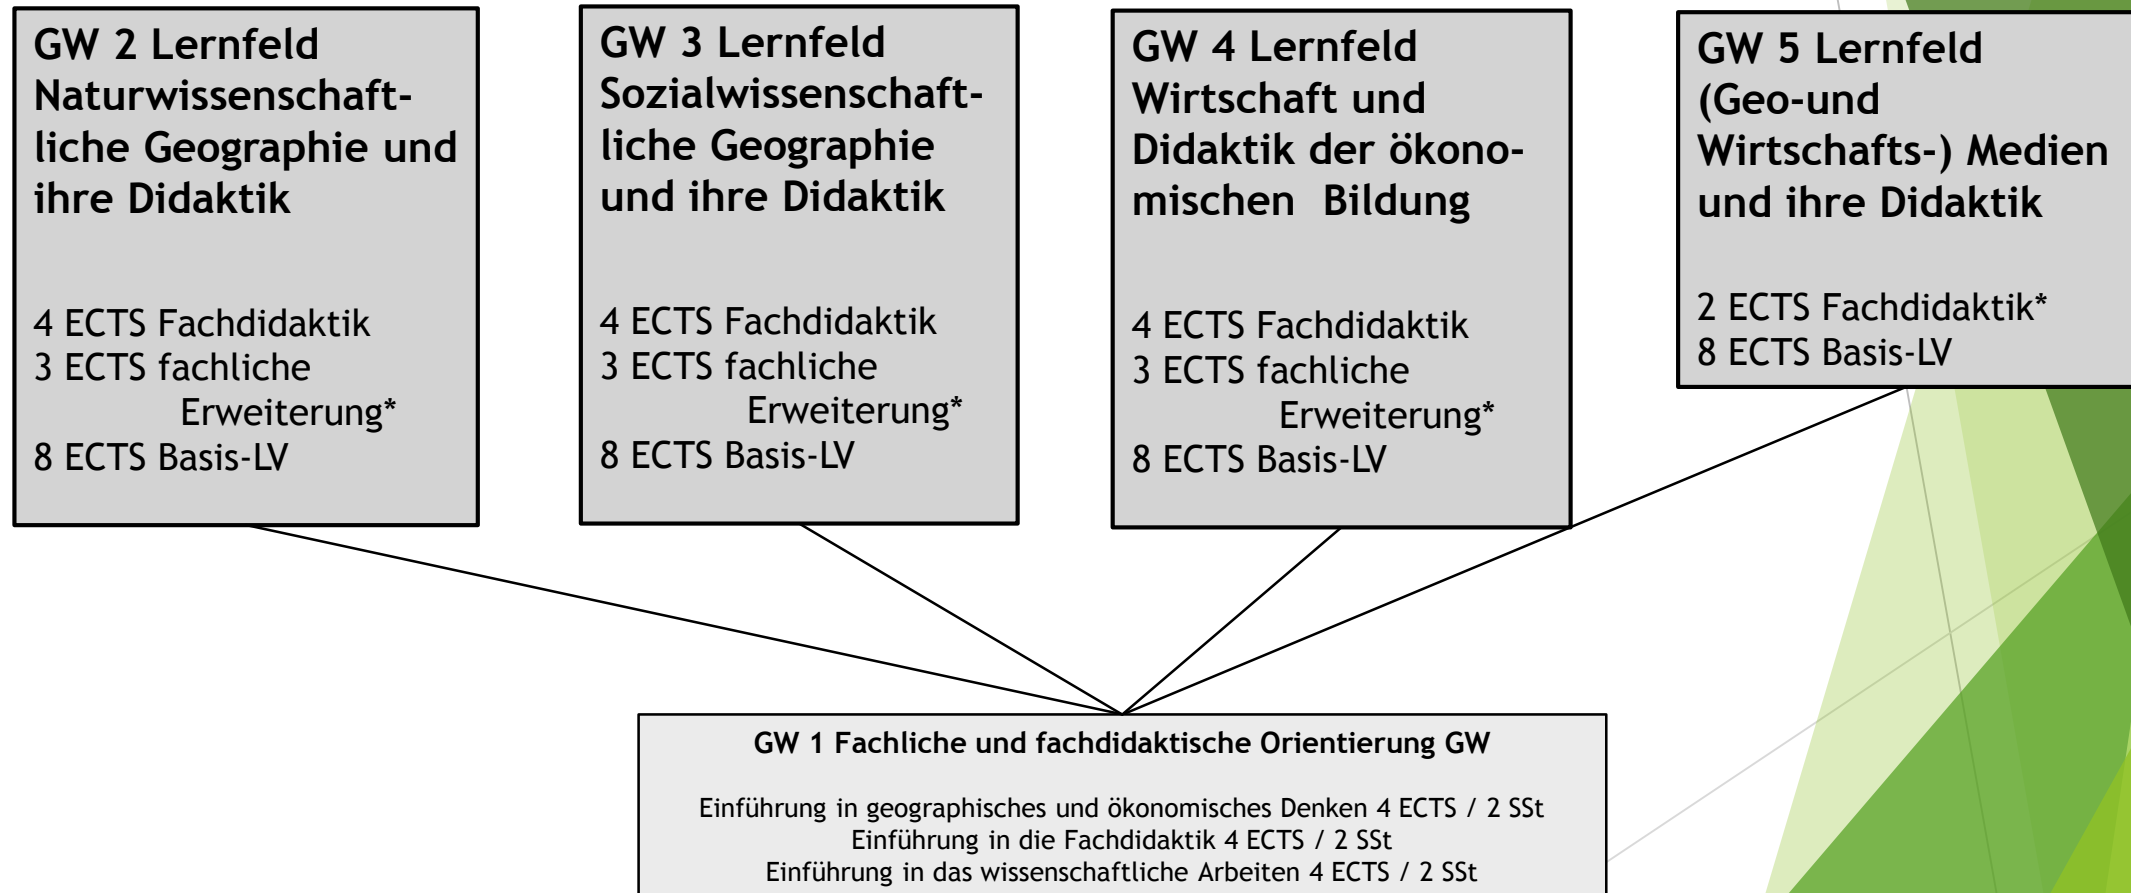 GW 2 Lernfeld
Naturwissenschaft-
liche Geographie und
ihre Didaktik
4 ECTS Fachdidaktik
3 ECTS fachliche
Erweiterung*
8 ECTS Basis-LV
GW 3 Lernfeld
Sozialwissenschaft-
liche Geographie
und ihre Didaktik
4 ECTS Fachdidaktik
3 ECTS fachliche
Erweiterung*
8 ECTS Basis-LV
GW 4 Lernfeld
Wirtschaft und
Didaktik der ökono-
mischen Bildung
4 ECTS Fachdidaktik
3 ECTS fachliche
Erweiterung*
8 ECTS Basis-LV
GW 5 Lernfeld
(Geo-und
Wirtschafts-) Medien
und ihre Didaktik
2 ECTS Fachdidaktik*
8 ECTS Basis-LV
GW 1 Fachliche und fachdidaktische Orientierung GW
Einführung in geographisches und ökonomisches Denken 4 ECTS / 2 SSt
Einführung in die Fachdidaktik 4 ECTS / 2 SSt
Einführung in das wissenschaftliche Arbeiten 4 ECTS / 2 SSt